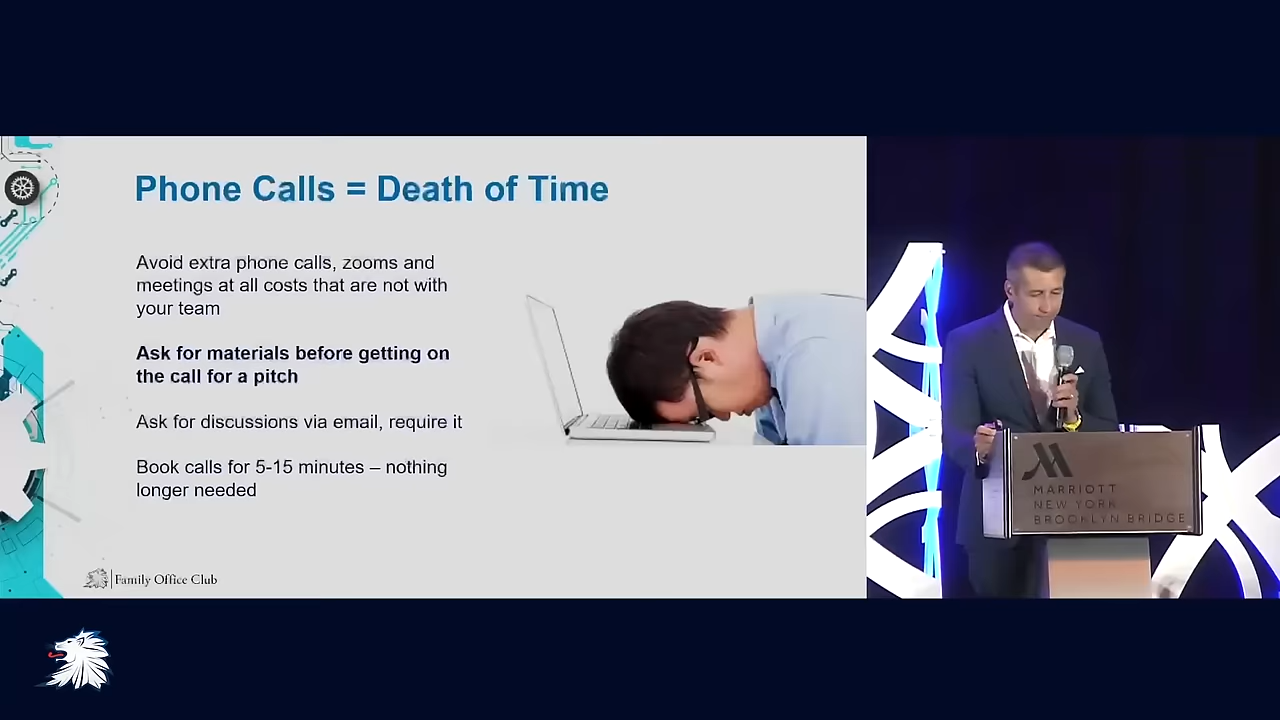 Phone Calls = Death of Time
Avoid extra phone calls, zooms and
meetings at all costs that are not with
your team
Ask for materials before getting on
the call for a pitch
Ask for discussions via email, require it
Book calls for 5-15 minutes – nothing
longer needed
Family Office Club
MARRIOTT
NEW YORK
BROOKLYN BRIDGE